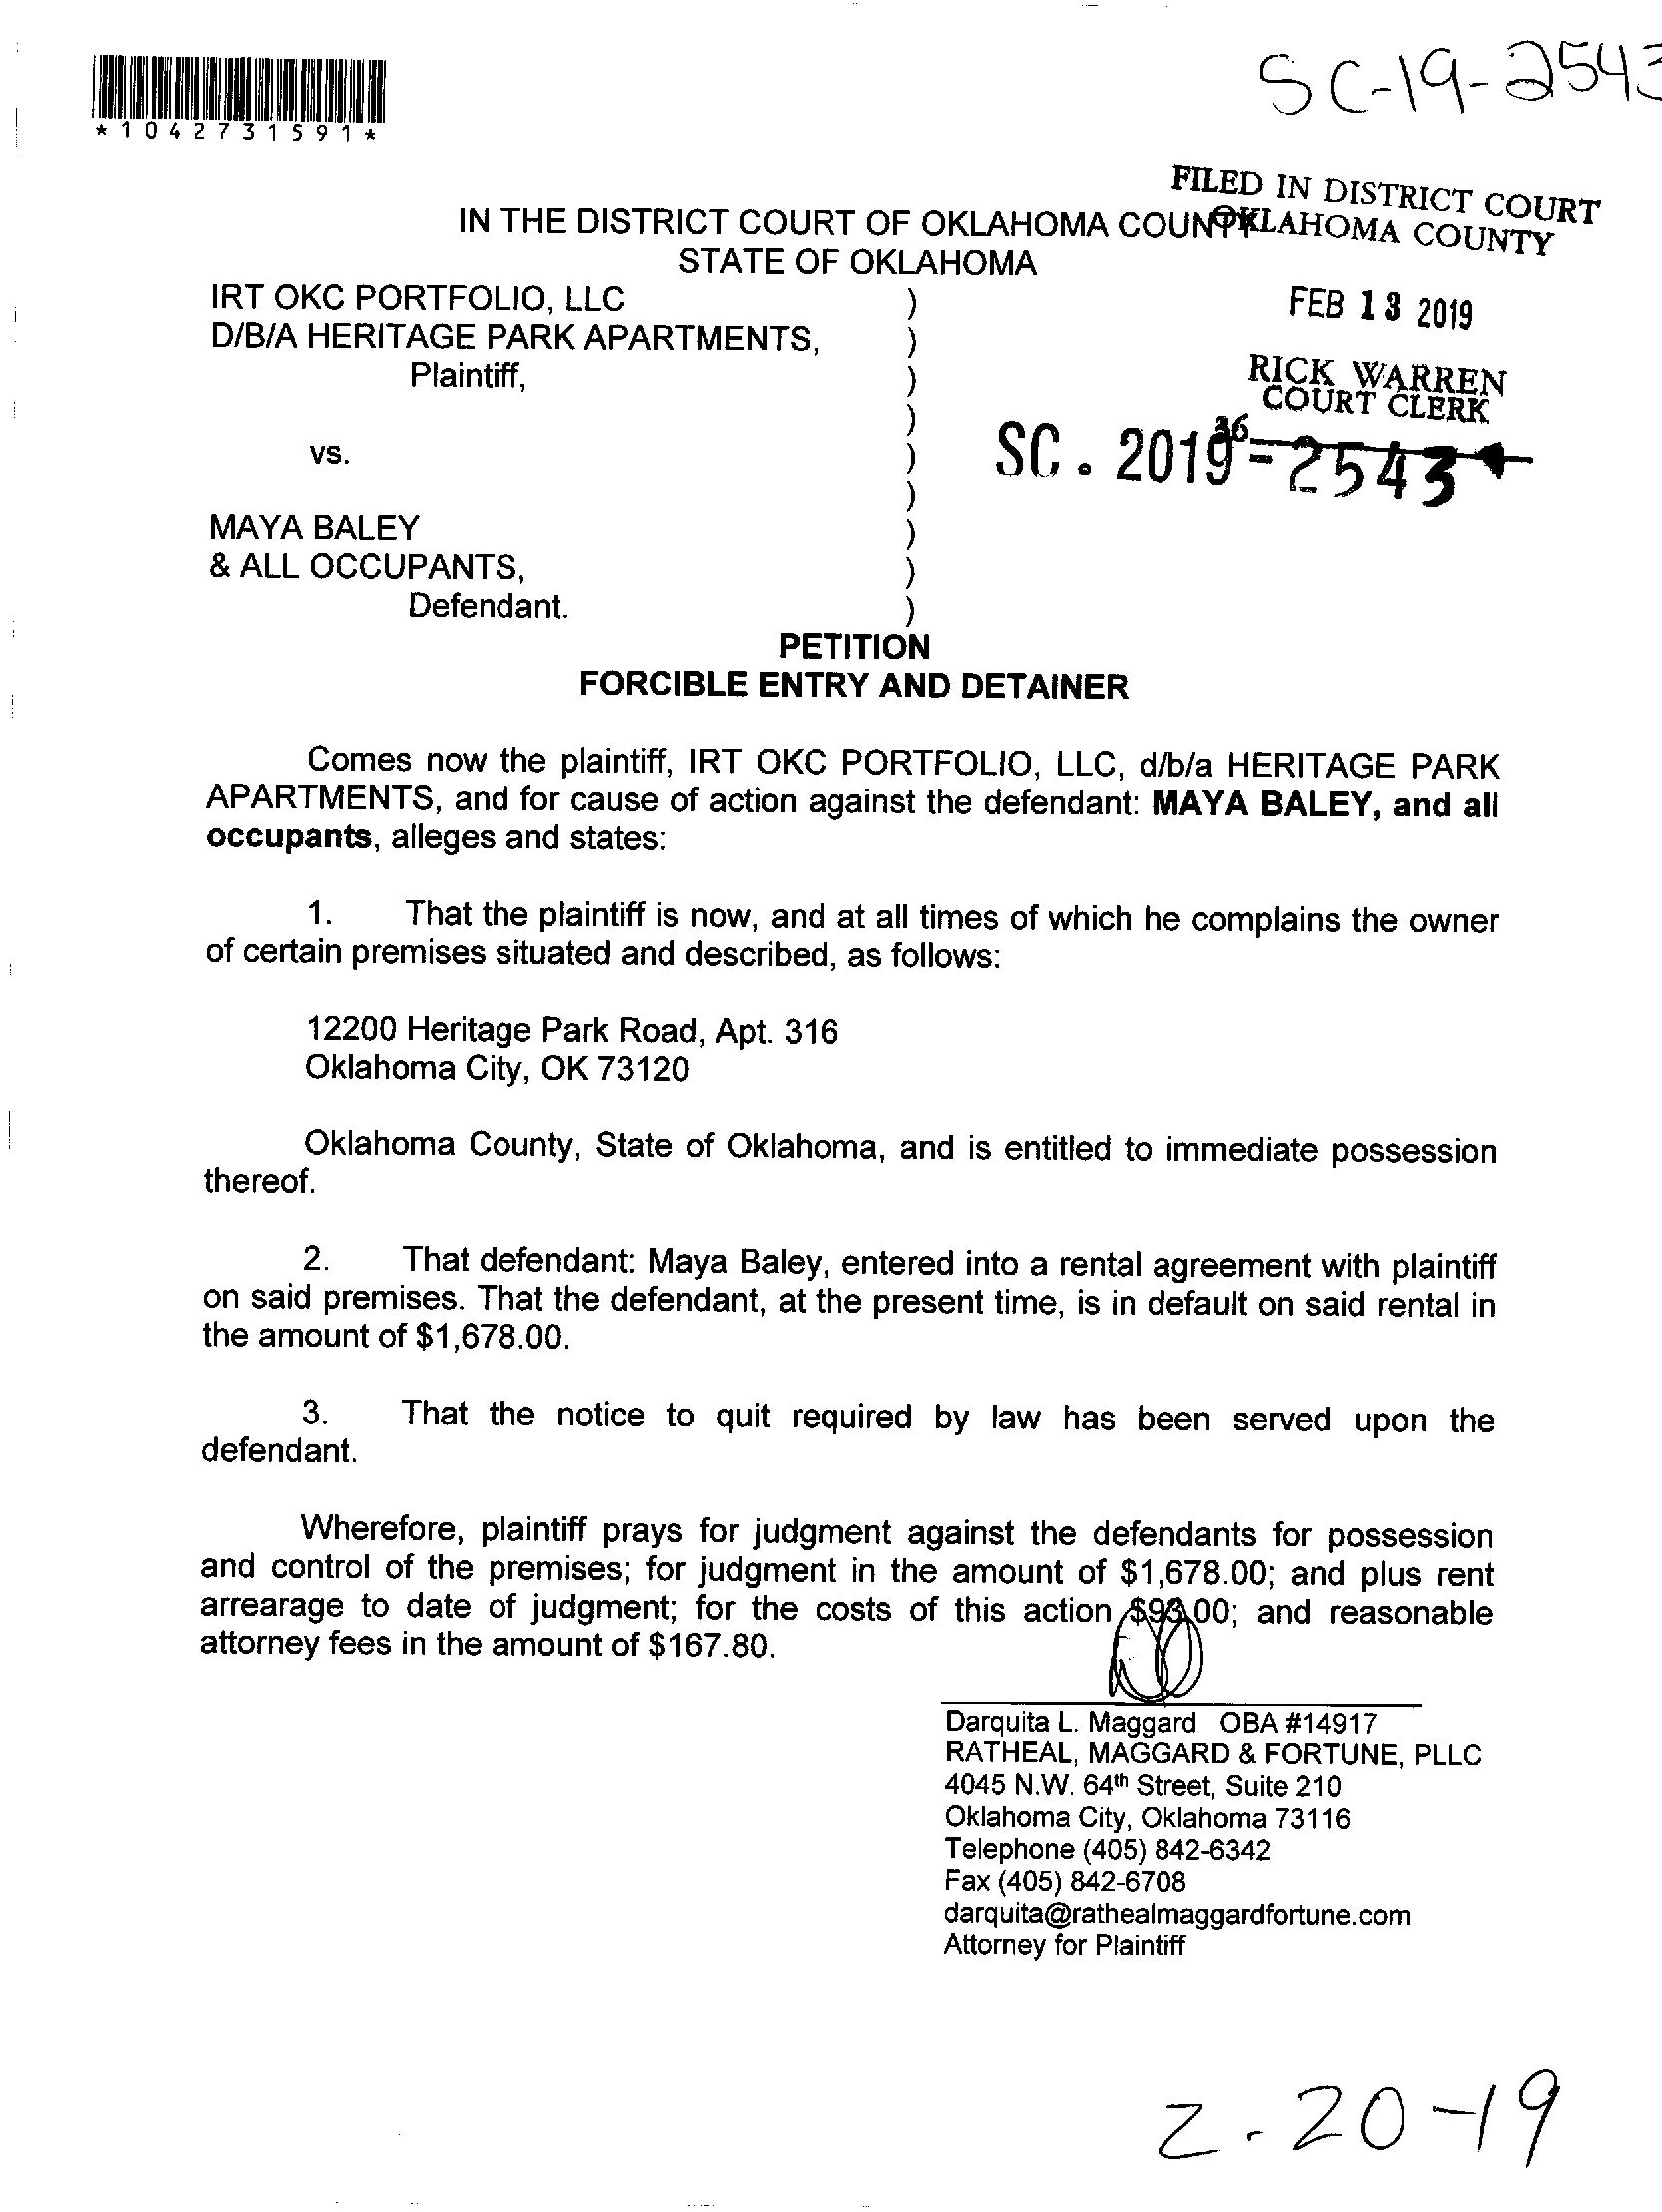 SC-19-2543
*1042731591*
FILED IN DISTRICT COURT
OKLAHOMA COUNTY
IN THE DISTRICT COURT OF OKLAHOMA COUNTY
STATE OF OKLAHOMA
IRT OKC PORTFOLIO, LLC )
D/B/A HERITAGE PARK APARTMENTS, )
Plaintiff, )
)
vs. )
)
MAYA BALEY )
& ALL OCCUPANTS, )
Defendant. )
FEB 13 2019
RICK WARREN
COURT CLERK
36
SC. 2019-2543
PETITION
FORCIBLE ENTRY AND DETAINER
Comes now the plaintiff, IRT OKC PORTFOLIO, LLC, d/b/a HERITAGE PARK
APARTMENTS, and for cause of action against the defendant: MAYA BALEY, and all
occupants, alleges and states:
1. That the plaintiff is now, and at all times of which he complains the owner
of certain premises situated and described, as follows:
12200 Heritage Park Road, Apt. 316
Oklahoma City, OK 73120
Oklahoma County, State of Oklahoma, and is entitled to immediate possession
thereof.
2. That defendant: Maya Baley, entered into a rental agreement with plaintiff
on said premises. That the defendant, at the present time, is in default on said rental in
the amount of $1,678.00.
3. That the notice to quit required by law has been served upon the
defendant.
Wherefore, plaintiff prays for judgment against the defendants for possession
and control of the premises; for judgment in the amount of $1,678.00; and plus rent
arrearage to date of judgment; for the costs of this action $93.00; and reasonable
attorney fees in the amount of $167.80.
Darquita L. Maggard OBA #14917
RATHEAL, MAGGARD & FORTUNE, PLLC
4045 N.W. 64th Street, Suite 210
Oklahoma City, Oklahoma 73116
Telephone (405) 842-6342
Fax (405) 842-6708
darquita@rathealmaggardfortune.com
Attorney for Plaintiff
2-20-19